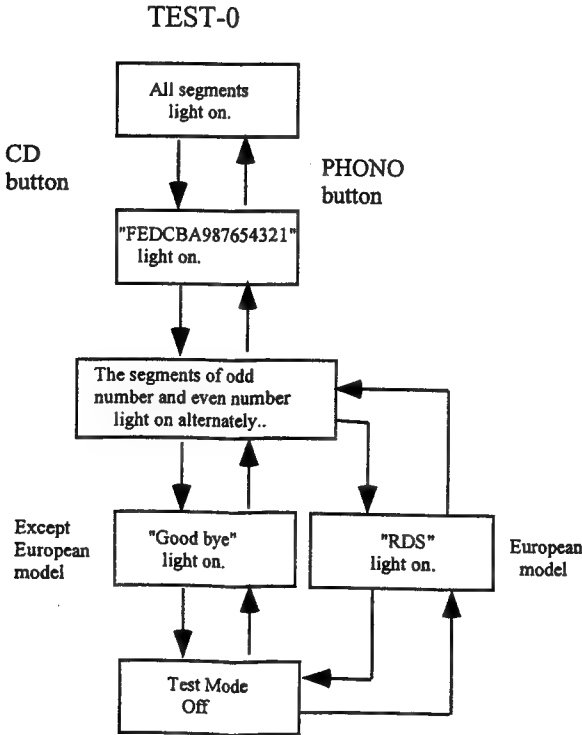 TEST-0
All segments
light on.
CD
button
PHONO
button
"FEDCBA987654321"
light on.
The segments of odd
number and even number
light on alternately..
Except
European
model
"Good bye"
light on.
"RDS"
light on.
European
model
Test Mode
Off